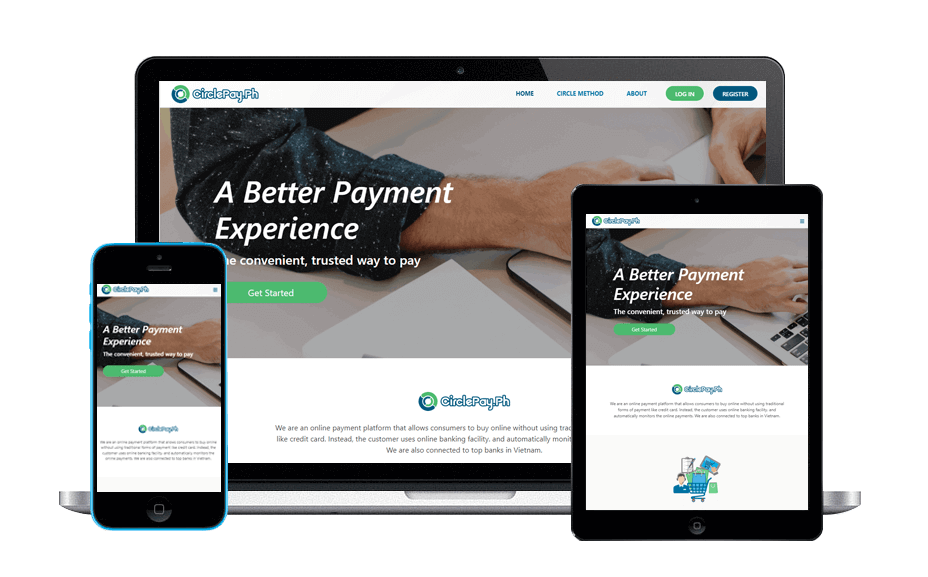 CirclePay.Ph
HOME CIRCLE METHOD ABOUT LOG IN REGISTER
A Better Payment
Experience
he convenient, trusted way to pay
Get Started
CirclePay.Ph
We are an online payment platform that allows consumers to buy online without using trad
like credit card. Instead, the customer uses online banking facility. and automatically monit
We are also connected to top banks in Vietnam.
CirclePay.Ph
A Better Payment
Experience
The convenient, trusted way to pay
Get Started
CirclePay.Ph
We are an online payment platform that allows consumers to buy online
without using traditional forms of payment like credit card. Instead, the
customer uses online banking facility. and automatically monitors the
online payments. We are also connected to top banks in Vietnam.
CirclePay.Ph
A Better Payment
Experience
The convenient, trusted way to pay
Get Started
CirclePay.Ph
We are an online payment platform that allows consumers to buy online without using traditional
forms of payment like credit card. Instead, the customer uses online banking facility. and
automatically monitors the online payments. We are also connected to top banks in Vietnam.